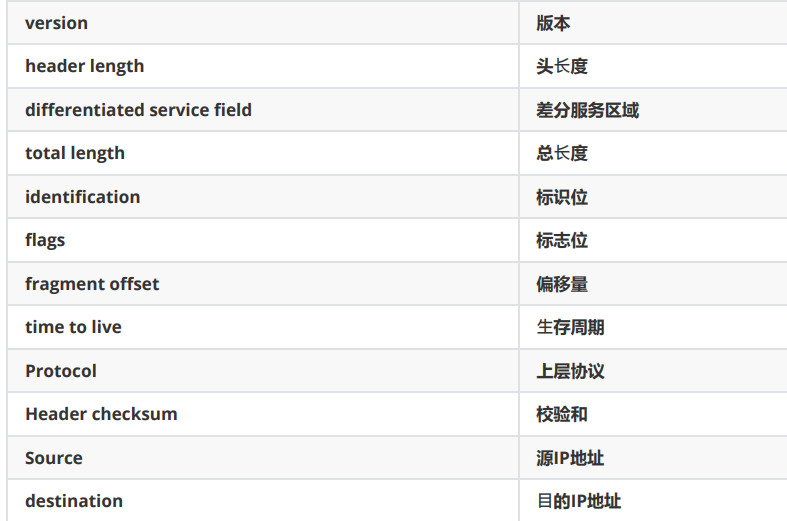 version 版本
header length 头长度
differentiated service field 差分服务区域
total length 总长度
identification 标识位
flags 标志位
fragment offset 偏移量
time to live 生存周期
Protocol 上层协议
Header checksum 校验和
Source 源IP地址
destination 目的IP地址